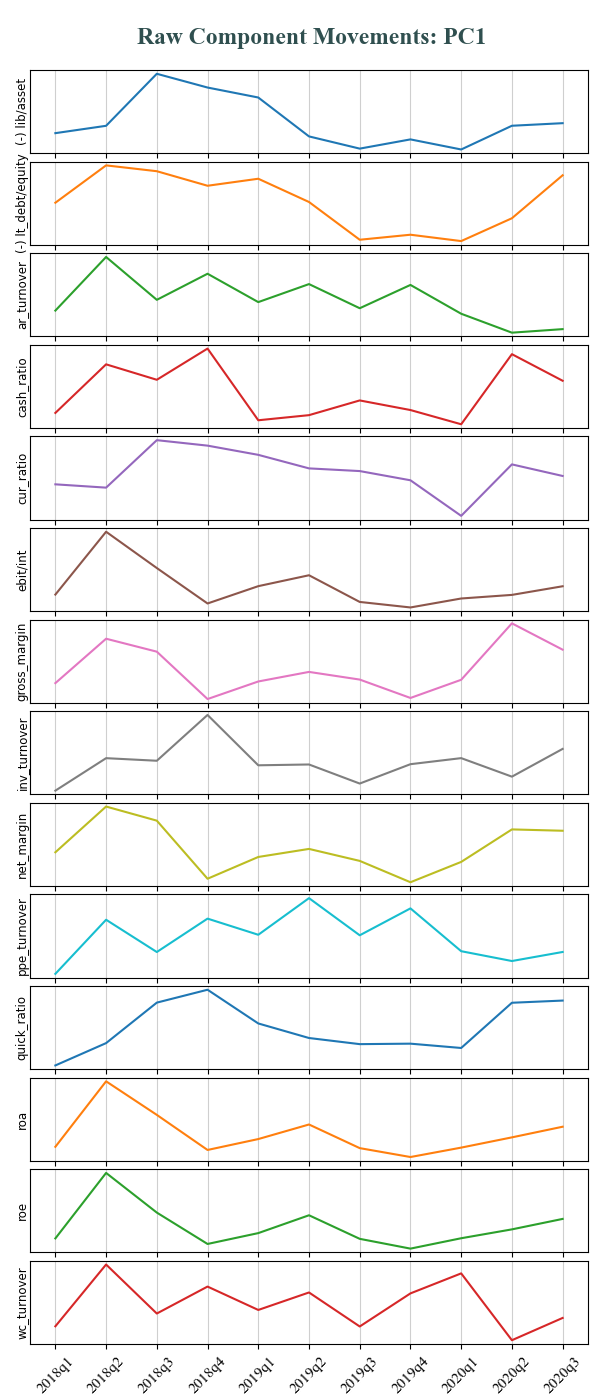 Raw Component Movements: PC1
(-) lib/asset
(-) lt_debt/equity
ar_turnover
cash_ratio
cur_ratio
ebit/int
gross_margin
inv_turnover
net_margin
ppe_turnover
quick_ratio
roa
roe
wc_turnover
2018q1 2018q2 2018q3 2018q4 2019q1 2019q2 2019q3 2019q4 2020q1 2020q2 2020q3